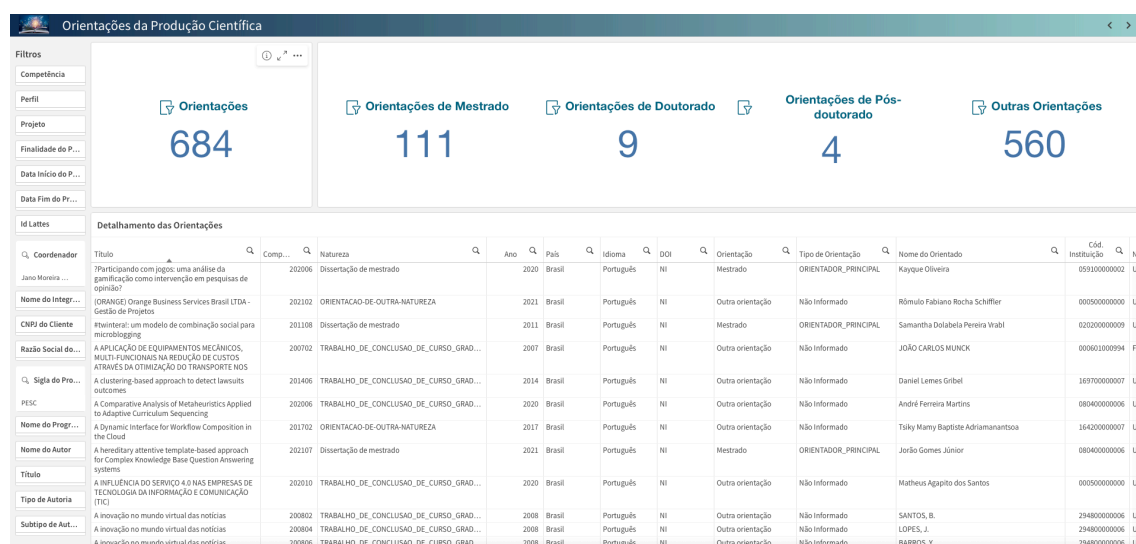 Orientações da Produção Científica
Filtros
Competência
Perfil
Projeto
Finalidade do P...
Data Início do P...
Data Fim do Pr...
Id Lattes
Coordenador
Jano Moreira ...
Nome do Integr...
CNPJ do Cliente
Razão Social do...
Sigla do Pro...
PESC
Nome do Progr...
Nome do Autor
Título
Tipo de Autoria
Subtipo de Aut...
Orientações
684
Orientações de Mestrado
111
Orientações de Doutorado
9
Orientações de Pós-
doutorado
4
Outras Orientações
560
Detalhamento das Orientações
Título Comp... Natureza Ano País Idioma DOI Orientação Tipo de Orientação Nome do Orientado Cód. Instituição
?Participando com jogos: uma análise da
gamificação como intervenção em pesquisas de
opinião?
202006 Dissertação de mestrado 2020 Brasil Português NI Mestrado ORIENTADOR_PRINCIPAL Kayque Oliveira 059100000002
(ORANGE) Orange Business Services Brasil LTDA -
Gestão de Projetos
202102 ORIENTACAO-DE-OUTRA-NATUREZA 2021 Brasil Português NI Outra orientação Não Informado Rômulo Fabiano Rocha Schiffler 000500000000
#twintera!: um modelo de combinação social para
microblogging
201108 Dissertação de mestrado 2011 Brasil Português NI Mestrado ORIENTADOR_PRINCIPAL Samantha Dolabela Pereira Vrabl 020200000009
A APLICAÇÃO DE EQUIPAMENTOS MECÂNICOS,
MULTI-FUNCIONAIS NA REDUÇÃO DE CUSTOS
ATRAVÉS DA OTIMIZAÇÃO DO TRANSPORTE NOS
200702 TRABALHO_DE_CONCLUSAO_DE_CURSO_GRAD... 2007 Brasil Português NI Outra orientação Não Informado JOÃO CARLOS MUNCK 000601000994
A clustering-based approach to detect lawsuits
outcomes
201406 TRABALHO_DE_CONCLUSAO_DE_CURSO_GRAD... 2014 Brasil Português NI Outra orientação Não Informado Daniel Lemes Gribel 169700000007
A Comparative Analysis of Metaheuristics Applied
to Adaptive Curriculum Sequencing
202006 TRABALHO_DE_CONCLUSAO_DE_CURSO_GRAD... 2020 Brasil Português NI Outra orientação Não Informado André Ferreira Martins 080400000006
A Dynamic Interface for Workflow Composition in
the Cloud
201702 ORIENTACAO-DE-OUTRA-NATUREZA 2017 Brasil Português NI Outra orientação Não Informado Tsiky Mamy Baptiste Adriamanantsoa 164200000007
A hereditary attentive template-based approach
for Complex Knowledge Base Question Answering
systems
202107 Dissertação de mestrado 2021 Brasil Português NI Mestrado ORIENTADOR_PRINCIPAL Jorão Gomes Júnior 080400000006
A INFLUÊNCIA DO SERVIÇO 4.0 NAS EMPRESAS DE
TECNOLOGIA DA INFORMAÇÃO E COMUNICAÇÃO
(TIC)
202010 TRABALHO_DE_CONCLUSAO_DE_CURSO_GRAD... 2020 Brasil Português NI Outra orientação Não Informado Matheus Agapito dos Santos 000500000000
A inovação no mundo virtual das notícias 200802 TRABALHO_DE_CONCLUSAO_DE_CURSO_GRAD... 2008 Brasil Português NI Outra orientação Não Informado SANTOS, B. 294800000006
A inovação no mundo virtual das notícias 200804 TRABALHO_DE_CONCLUSAO_DE_CURSO_GRAD... 2008 Brasil Português NI Outra orientação Não Informado LOPES, J. 294800000006
A inovação no mundo virtual das notícias 200806 TRABALHO_DE_CONCLUSAO_DE_CURSO_GRAD... 2008 Brasil Português NI Outra orientação Não Informado BARROS, Y. 294800000006